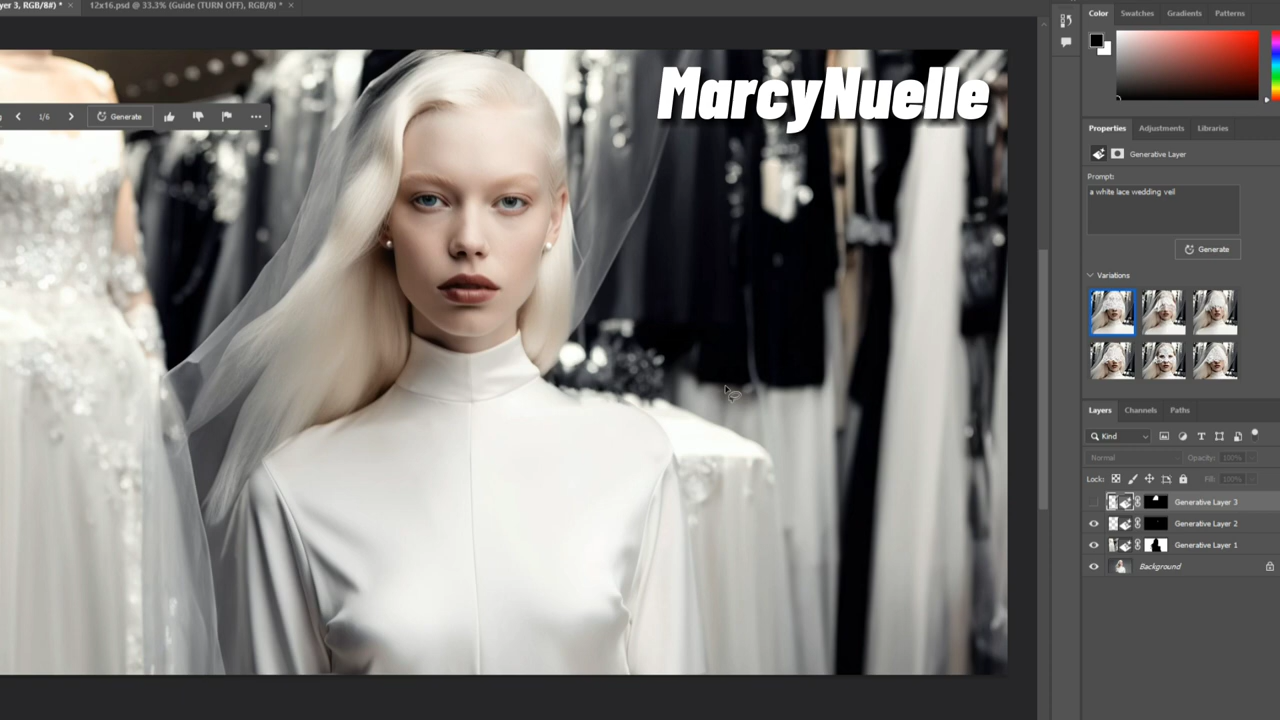 yer 3, RGB/8#) * × 12x16.psd @ 33.3% (Guide (TURN OFF), RGB/8) * ×
Color Swatches Gradients Patterns
MarcyNuelle
1/6 Generate
Properties Adjustments Libraries
Generative Layer
Prompt:
a white lace wedding veil
Generate
Variations
Layers Channels Paths
Kind
Normal Opacity: 100%
Lock: Fill: 100%
Generative Layer 3
Generative Layer 2
Generative Layer 1
Background